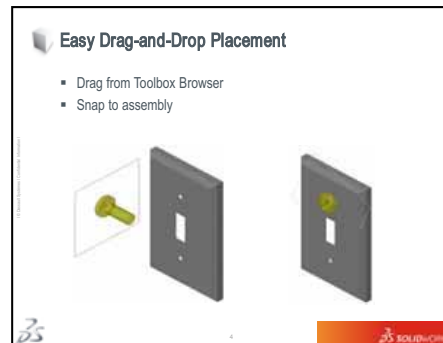 Easy Drag-and-Drop Placement
Drag from Toolbox Browser
Snap to assembly
4